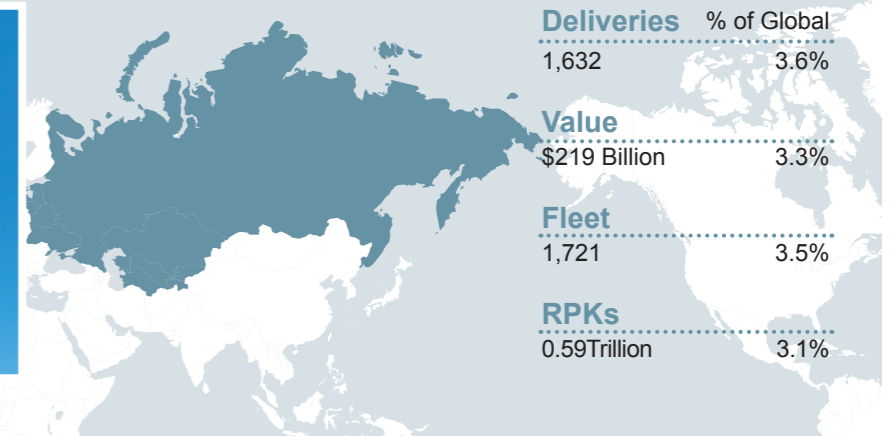 Deliveries % of Global
1,632 3.6%
Value
$219 Billion 3.3%
Fleet
1,721 3.5%
RPKs
0.59Trillion 3.1%